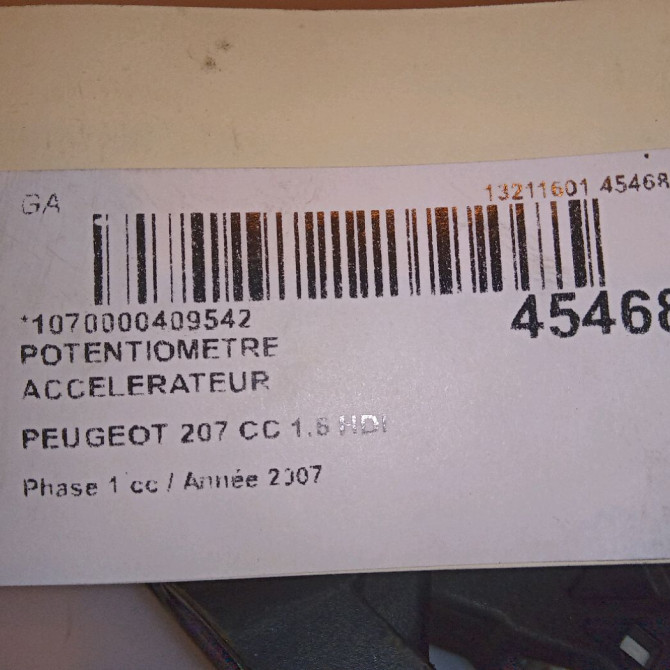 GA
13211601 45468
*1070000409542
45468
POTENTIOMETRE
ACCELERATEUR
PEUGEOT 207 CC 1.6 HDI
Phase 1 cc / Année 2007